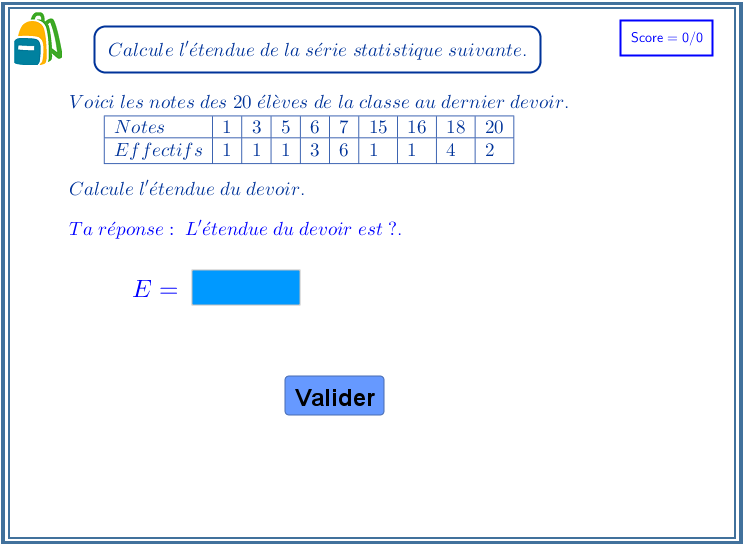 Calcule l'étendue de la série statistique suivante.
Score = 0/0
Voici les notes des 20 élèves de la classe au dernier devoir.
Notes 1 3 5 6 7 15 16 18 20
Effectifs 1 1 1 3 6 1 1 4 2
Calcule l'étendue du devoir.
Ta réponse : L'étendue du devoir est ?.
E =
Valider